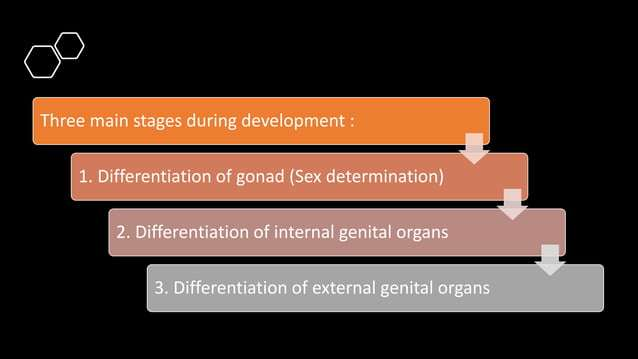 Three main stages during development :
1. Differentiation of gonad (Sex determination)
2. Differentiation of internal genital organs
3. Differentiation of external genital organs